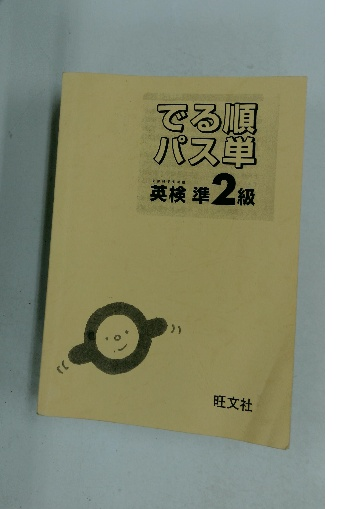 でる順
パス単
英検 準2級
旺文社